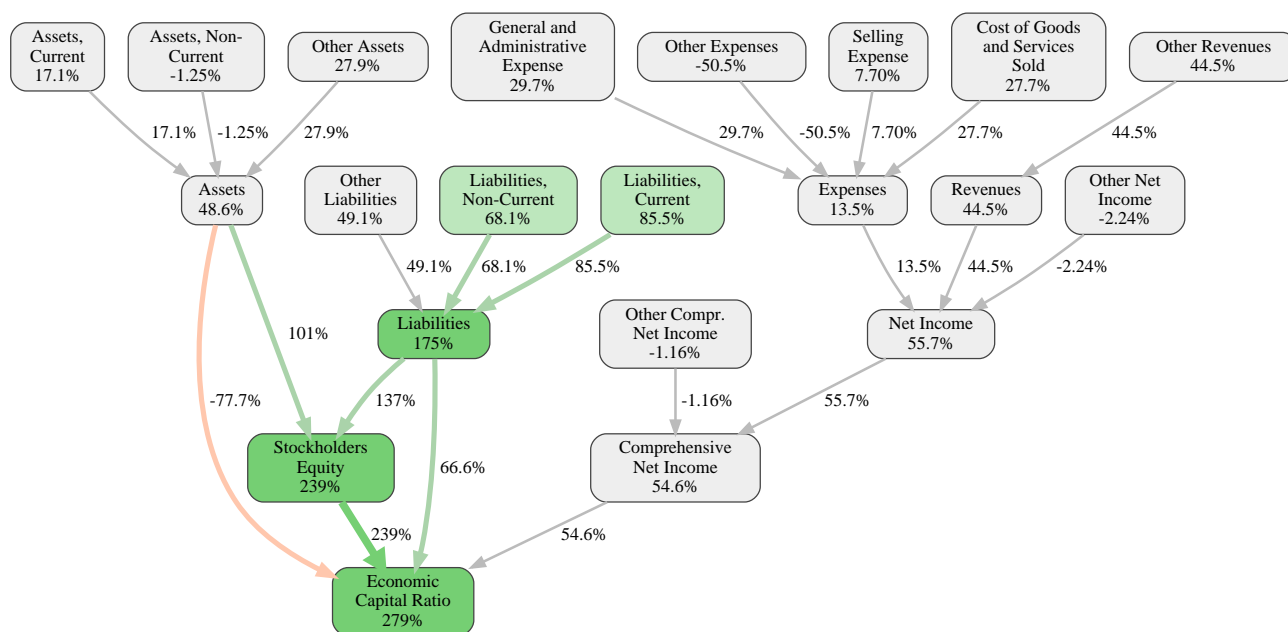 Assets,
Current
17.1%
Assets, Non-
Current
-1.25%
Other Assets
27.9%
General and
Administrative
Expense
29.7%
Other Expenses
-50.5%
Selling
Expense
7.70%
Cost of Goods
and Services
Sold
27.7%
Other Revenues
44.5%
17.1%
-1.25%
27.9%
29.7%
-50.5%
7.70%
27.7%
44.5%
Assets
48.6%
Other
Liabilities
49.1%
Liabilities,
Non-Current
68.1%
Liabilities,
Current
85.5%
Expenses
13.5%
Revenues
44.5%
Other Net
Income
-2.24%
49.1%
68.1%
85.5%
13.5%
44.5%
-2.24%
101%
Liabilities
175%
Other Compr.
Net Income
-1.16%
Net Income
55.7%
-77.7%
137%
-1.16%
55.7%
Stockholders
Equity
239%
66.6%
Comprehensive
Net Income
54.6%
239%
54.6%
Economic
Capital Ratio
279%